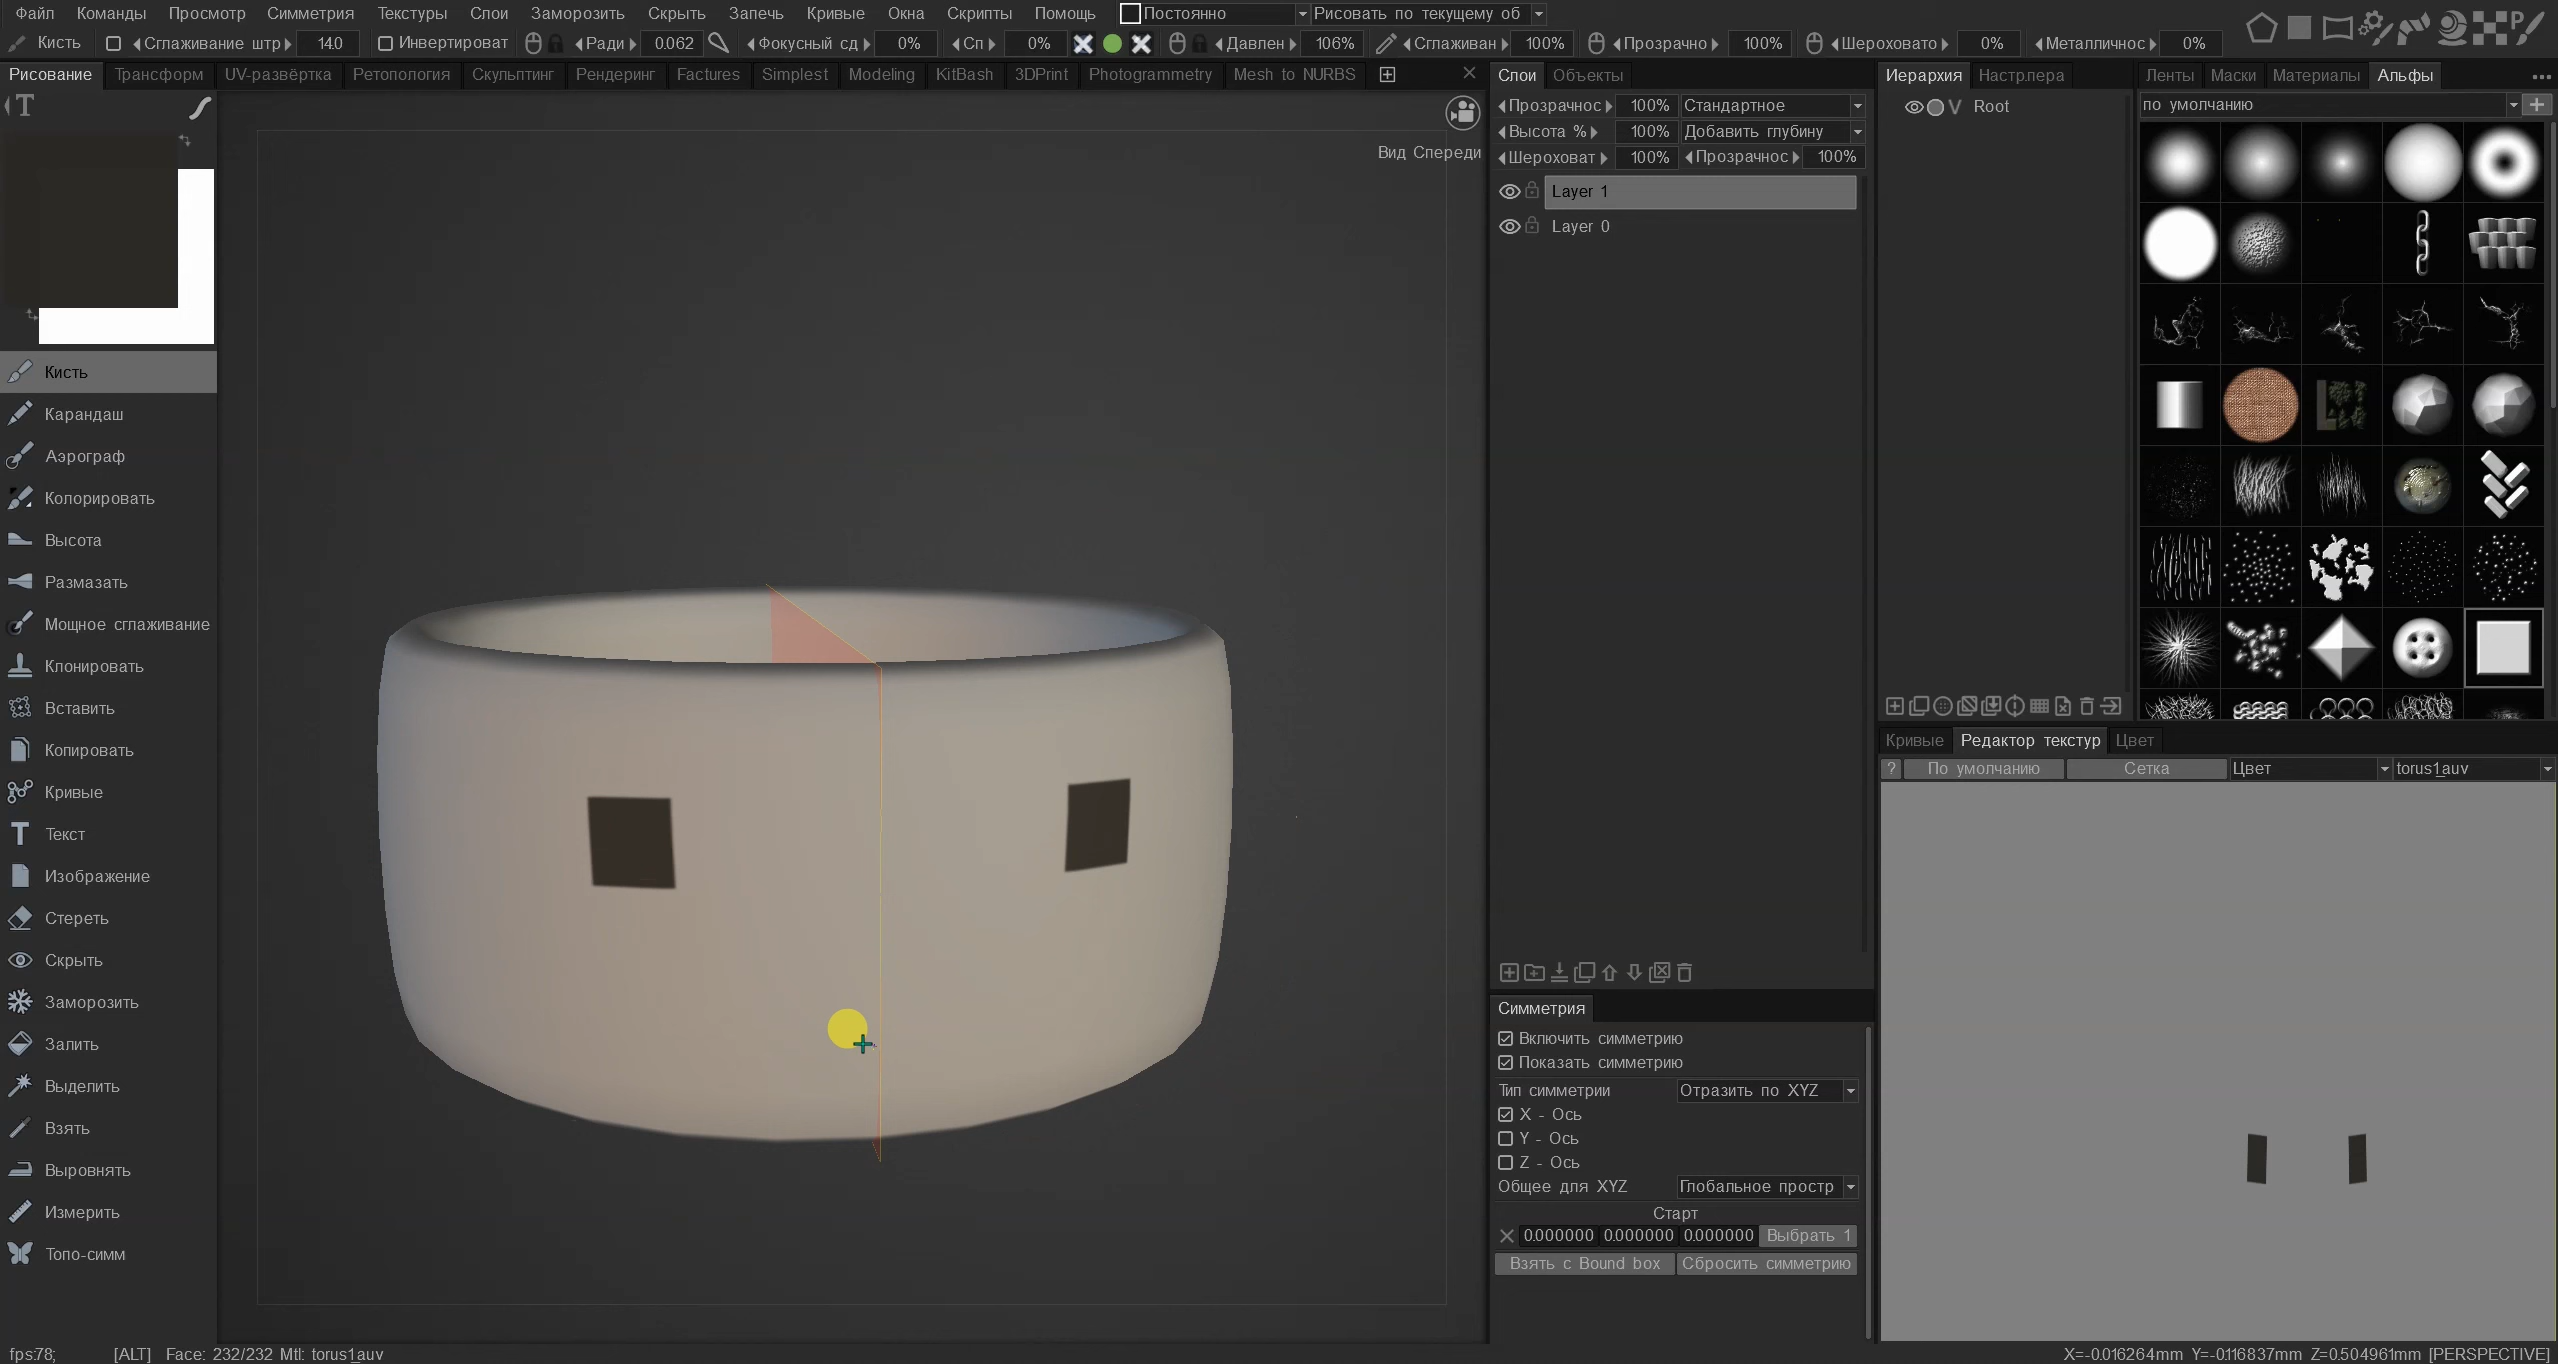 Файл Команды Просмотр Симметрия Текстуры Слои Заморозить Скрыть Запечь Кривые Окна Скрипты Помощь Постоянно Рисовать по текущему об
Кисть Сглаживание штр 14.0 Инвертироват Ради 0.062 Фокусный сд 0% Сп 0% Давлен 106% Сглаживан 100% Прозрачно 100% Шероховато 0% Металличнос 0%
Рисование Трансформ UV-развёртка Ретопология Скульптинг Рендеринг Factures Simplest Modeling KitBash 3DPrint Photogrammetry Mesh to NURBS
Вид Спереди
Кисть
Карандаш
Аэрограф
Колорировать
Высота
Размазать
Мощное сглаживание
Клонировать
Вставить
Копировать
Кривые
Текст
Изображение
Стереть
Скрыть
Заморозить
Залить
Выделить
Взять
Выровнять
Измерить
Топо-симм
Слои Объекты
Прозрачнос 100% Стандартное
Высота % 100% Добавить глубину
Шероховат 100% Прозрачнос 100%
Layer 1
Layer 0
Симметрия
Включить симметрию
Показать симметрию
Тип симметрии Отразить по XYZ
X - Ось
Y - Ось
Z - Ось
Общее для XYZ Глобальное простр
Старт
0.000000 0.000000 0.000000 Выбрать 1
Взять с Bound box Сбросить симметрию
Иерархия Настр.пера
Root
Ленты Маски Материалы Альфы
по умолчанию
Кривые Редактор текстур Цвет
? По умолчанию Сетка Цвет torus1_auv
fps:78; [ALT] Face: 232/232 Mtl: torus1_auv
X=-0.016264mm Y=-0.116837mm Z=0.504961mm [PERSPECTIVE]